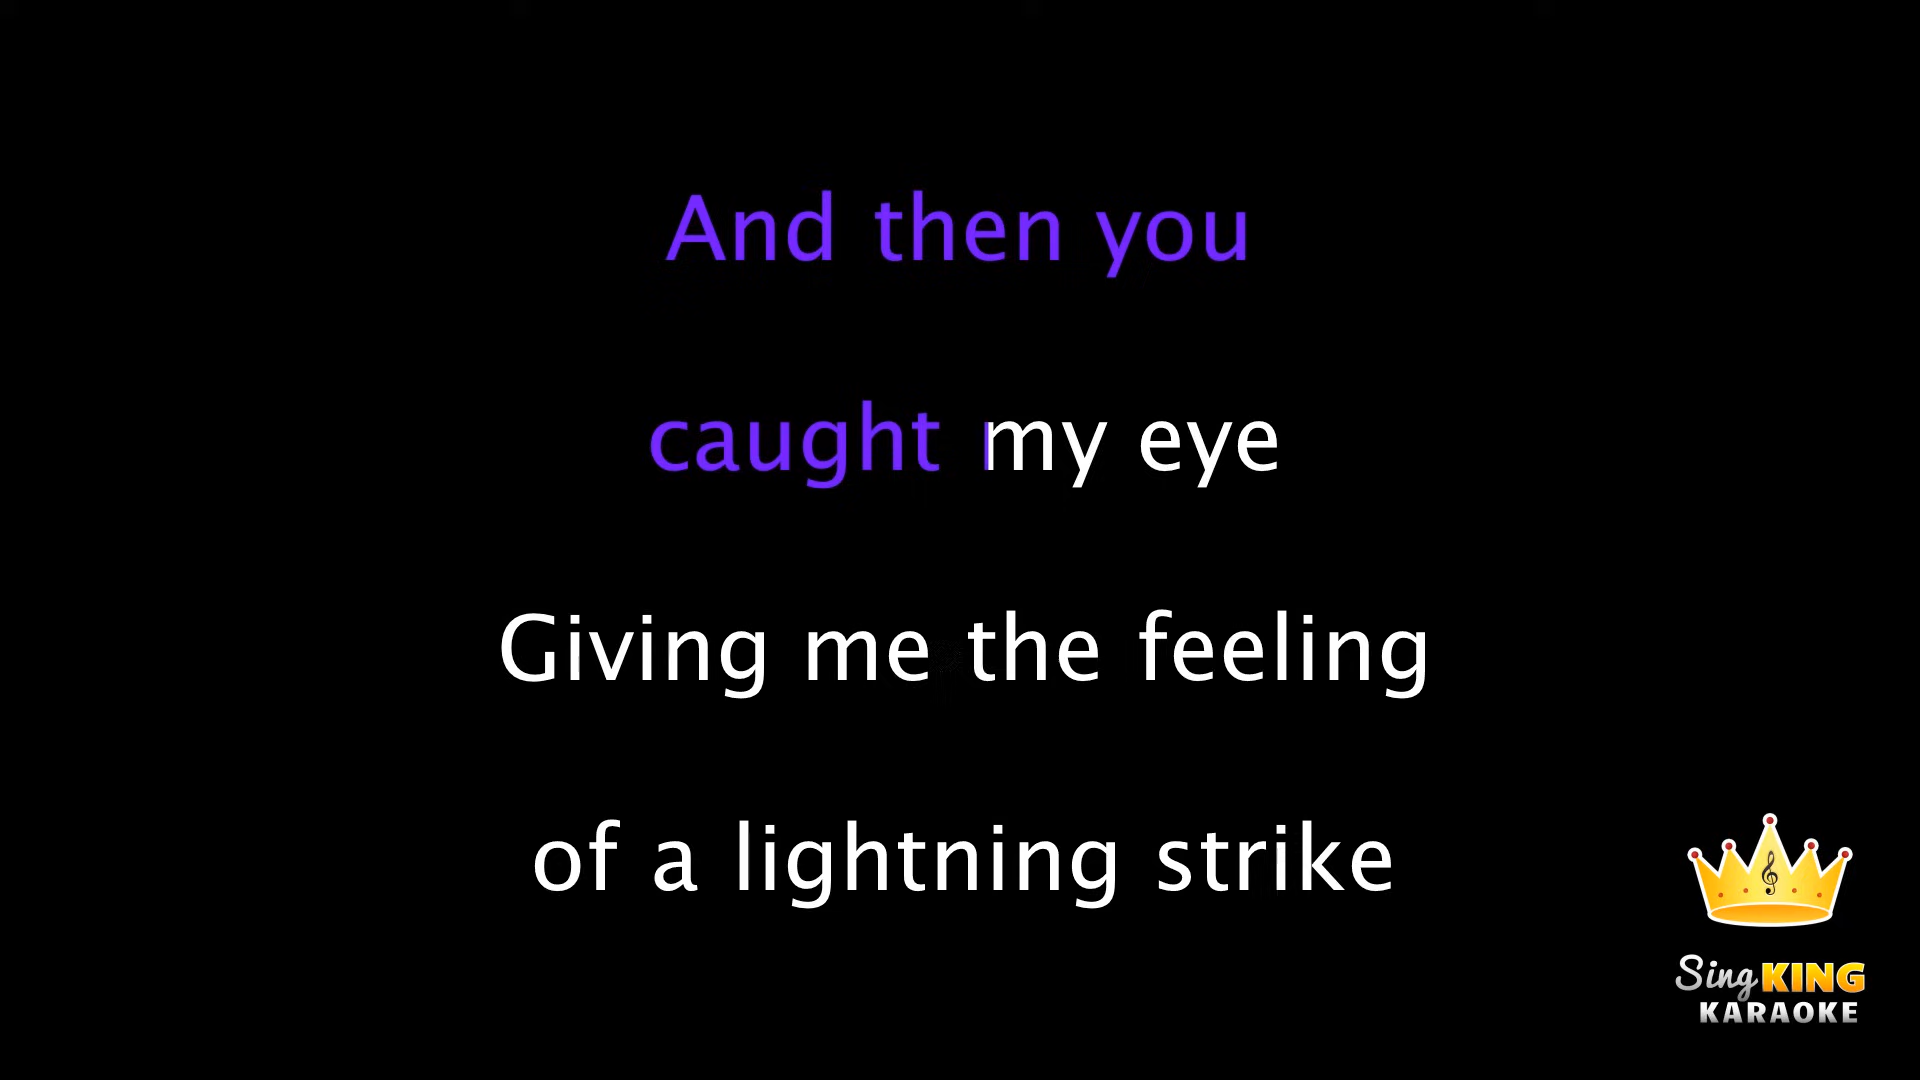 And then you
caught my eye
Giving me the feeling
of a lightning strike
Sing KING
KARAOKE